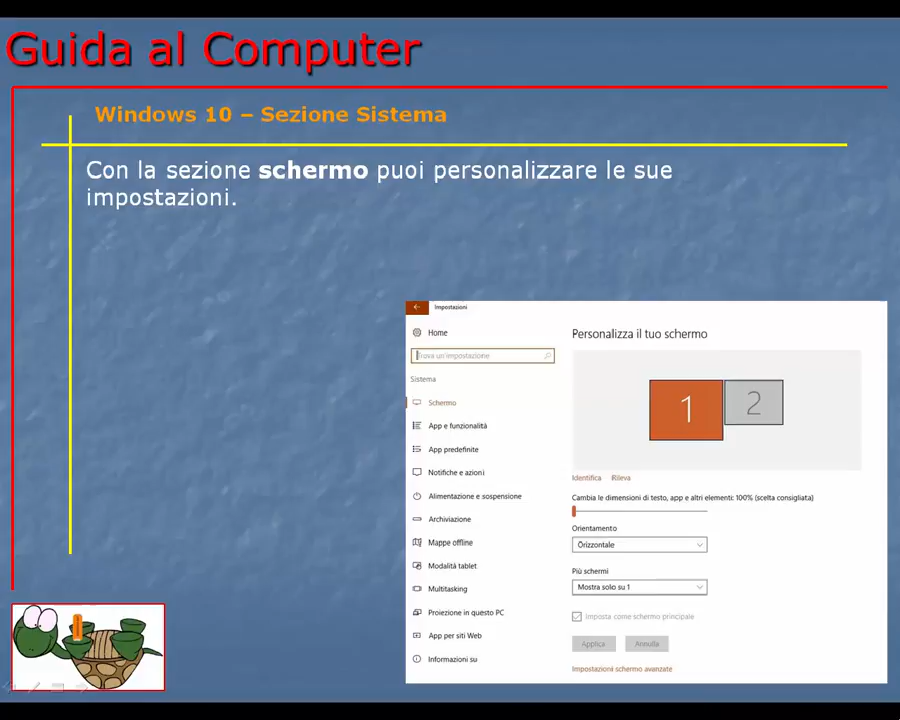 Guida al Computer
Windows 10 – Sezione Sistema
Con la sezione schermo puoi personalizzare le sue
impostazioni.
Impostazioni
Home
Trova un'impostazione
Sistema
Schermo
App e funzionalità
App predefinite
Notifiche e azioni
Alimentazione e sospensione
Archiviazione
Mappe offline
Modalità tablet
Multitasking
Proiezione in questo PC
App per siti Web
Informazioni su
Personalizza il tuo schermo
1
2
Identifica Rileva
Cambia le dimensioni di testo, app e altri elementi: 100% (scelta consigliata)
Orientamento
Orizzontale
Più schermi
Mostra solo su 1
Imposta come schermo principale
Applica Annulla
Impostazioni schermo avanzate